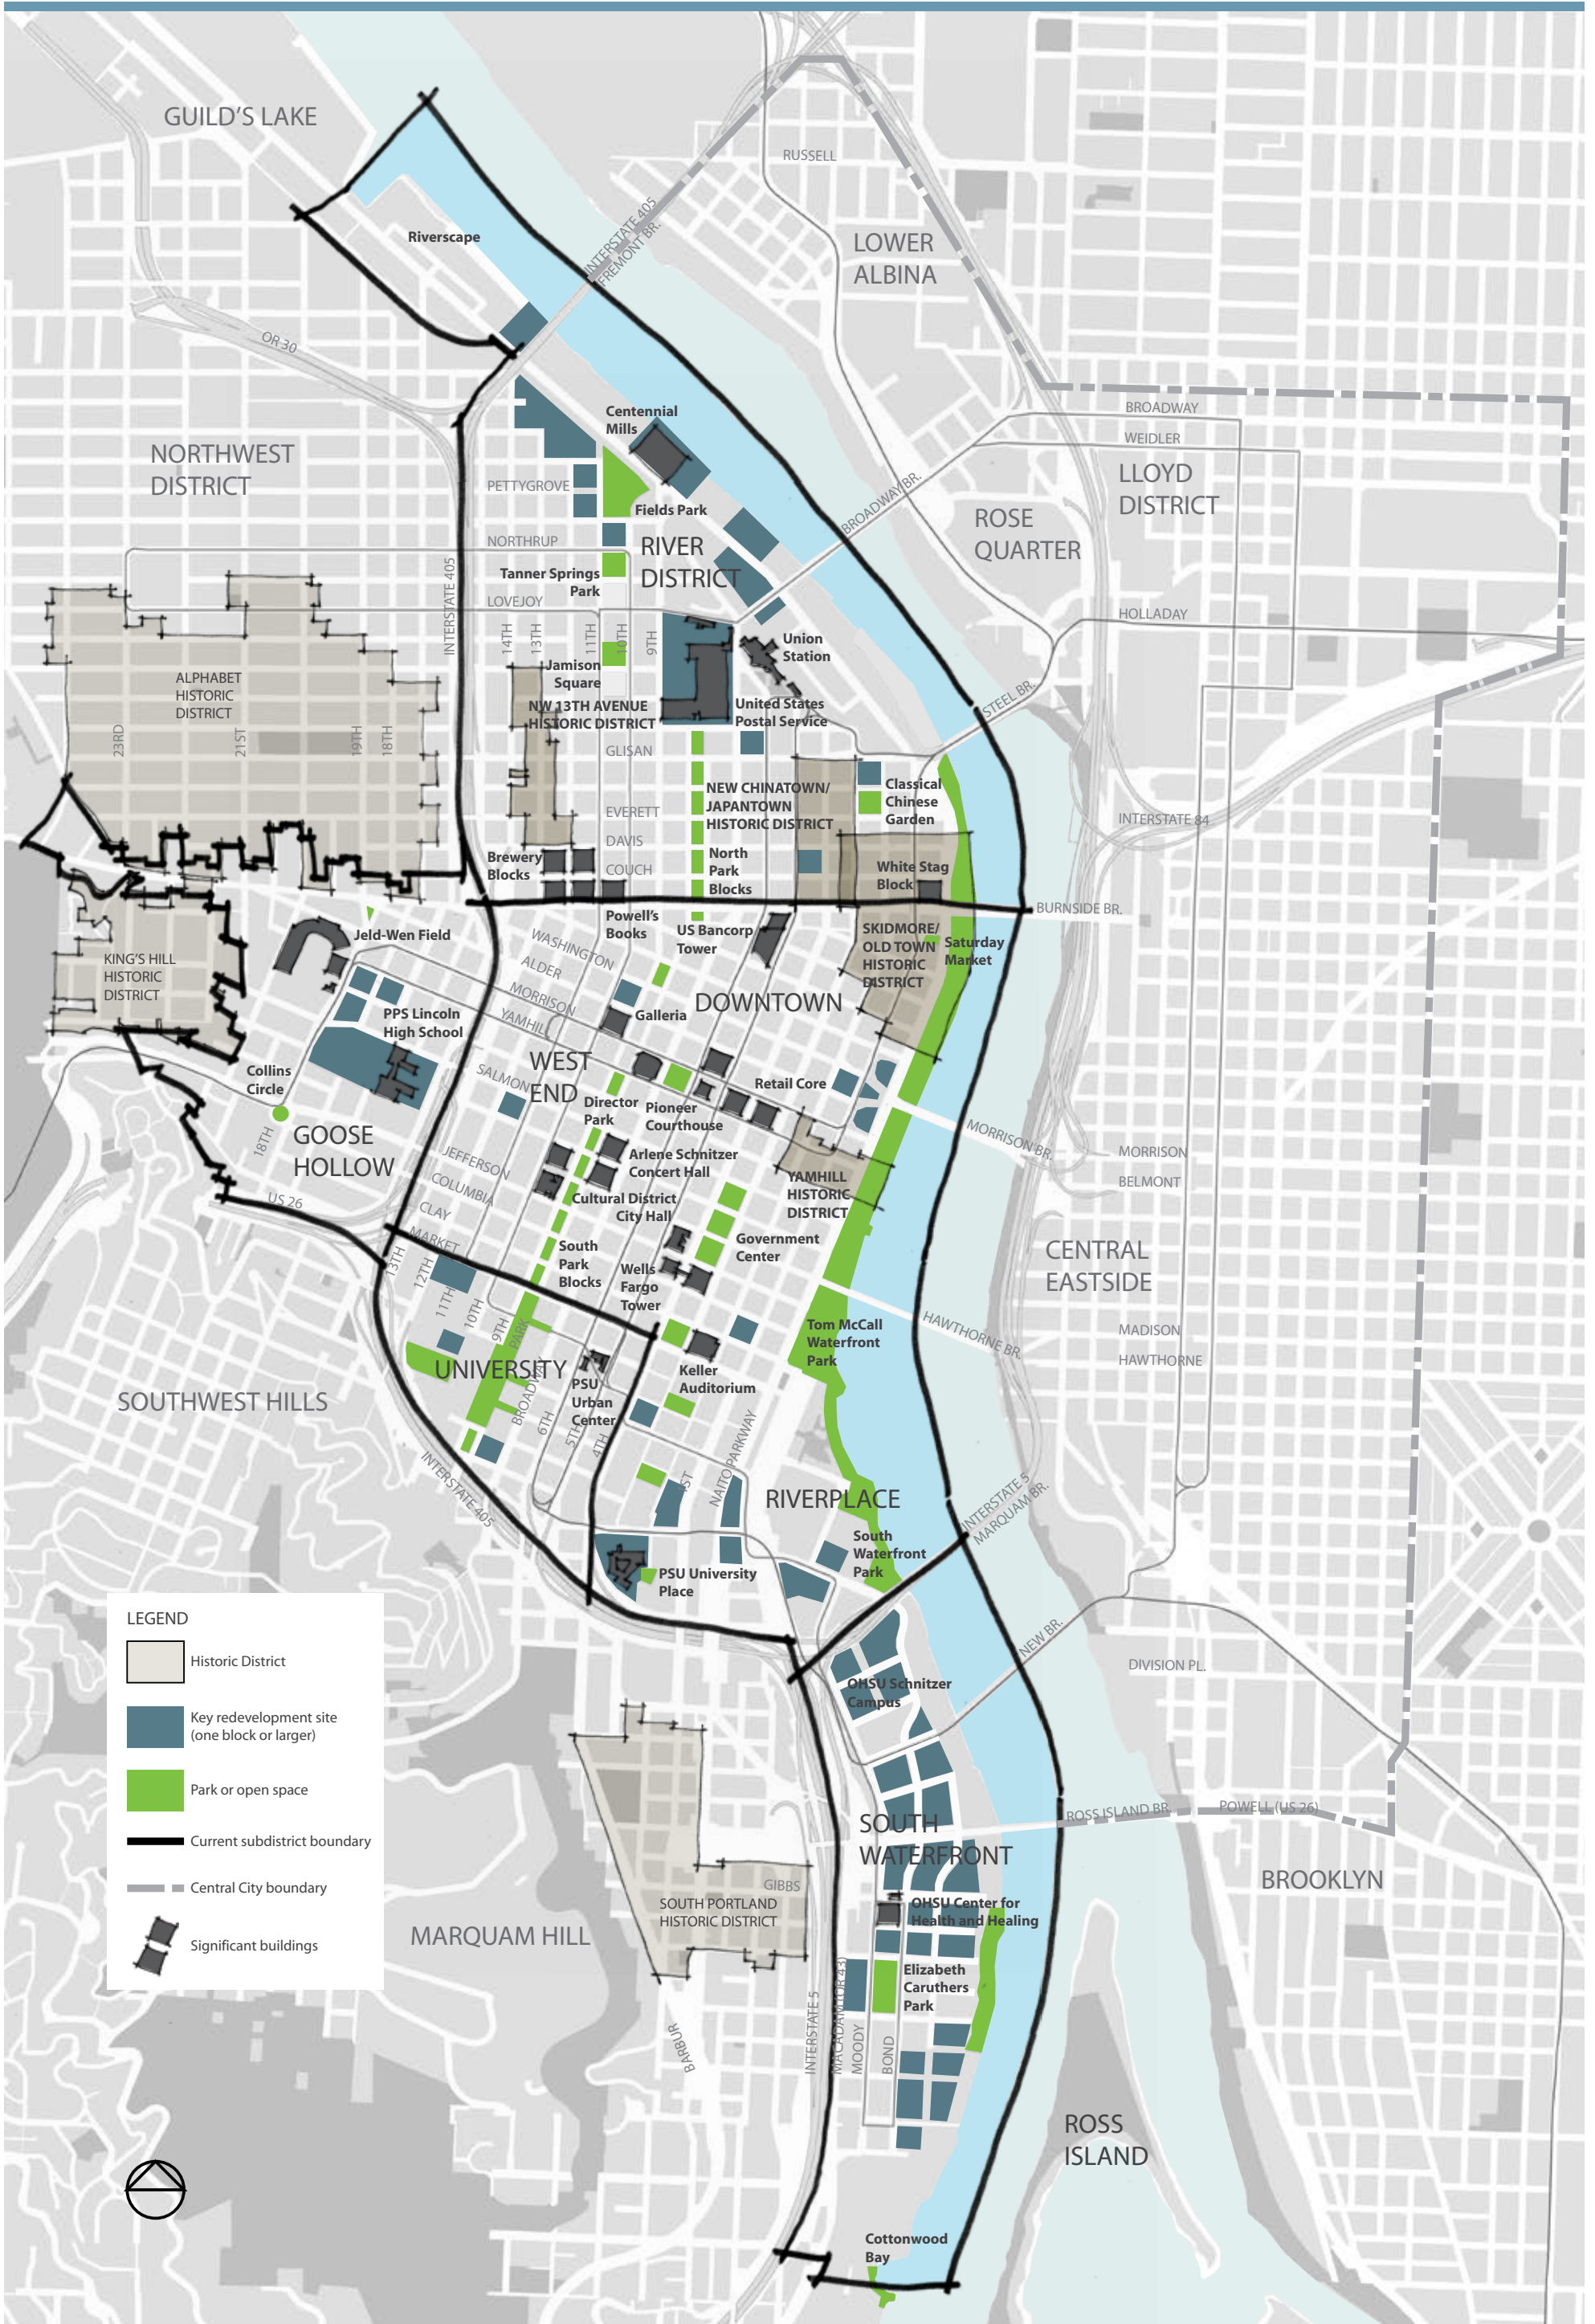 GUILD'S LAKE
RUSSELL
Riverscape
INTERSTATE 405
FREMONT BR.
LOWER
ALBINA
OR 30
BROADWAY
WEIDLER
Centennial
Mills
NORTHWEST
DISTRICT
LLOYD
DISTRICT
PETTYGROVE
BROADWAY BR.
Fields Park
ROSE
QUARTER
NORTHRUP
RIVER
DISTRICT
Tanner Springs
Park
INTERSTATE 405
LOVEJOY
HOLLADAY
14TH
13TH
11TH
10TH
9TH
Union
Station
Jamison
Square
ALPHABET
HISTORIC
DISTRICT
STEEL BR.
NW 13TH AVENUE
HISTORIC DISTRICT
United States
Postal Service
23RD
21ST
19TH
18TH
GLISAN
NEW CHINATOWN/
JAPANTOWN
HISTORIC DISTRICT
Classical
Chinese
Garden
EVERETT
INTERSTATE 84
DAVIS
Brewery
Blocks
COUCH
North
Park
Blocks
White Stag
Block
BURNSIDE BR.
Powell's
Books
Jeld-Wen Field
US Bancorp
Tower
SKIDMORE/
OLD TOWN
HISTORIC
DISTRICT
Saturday
Market
WASHINGTON
ALDER
KING'S HILL
HISTORIC
DISTRICT
MORRISON
DOWNTOWN
PPS Lincoln
High School
YAMHILL
Galleria
WEST
END
Collins
Circle
SALMON
Retail Core
Director
Park
Pioneer
Courthouse
18TH
GOOSE
HOLLOW
MORRISON BR.
MORRISON
JEFFERSON
Arlene Schnitzer
Concert Hall
BELMONT
COLUMBIA
YAMHILL
HISTORIC
DISTRICT
US 26
Cultural District
City Hall
CLAY
MARKET
Government
Center
CENTRAL
EASTSIDE
South
Park
Blocks
13TH
12TH
11TH
10TH
9TH
PARK
Wells
Fargo
Tower
Tom McCall
Waterfront
Park
HAWTHORNE BR.
MADISON
HAWTHORNE
UNIVERSITY
Keller
Auditorium
PSU
Urban
Center
BROADWAY
6TH
5TH
4TH
SOUTHWEST HILLS
INTERSTATE 405
1ST
NAITO PARKWAY
RIVERPLACE
INTERSTATE 5
MARQUAM BR.
South
Waterfront
Park
PSU University
Place
LEGEND
Historic District
Key redevelopment site
(one block or larger)
Park or open space
Current subdistrict boundary
Central City boundary
Significant buildings
NEW BR.
DIVISION PL.
OHSU Schnitzer
Campus
ROSS ISLAND BR.
POWELL (US 26)
SOUTH
WATERFRONT
BROOKLYN
GIBBS
SOUTH PORTLAND
HISTORIC DISTRICT
OHSU Center for
Health and Healing
MARQUAM HILL
Elizabeth
Caruthers
Park
BARBUR
INTERSTATE 5
MACADAM (OR 43)
MOODY
BOND
ROSS
ISLAND
Cottonwood
Bay